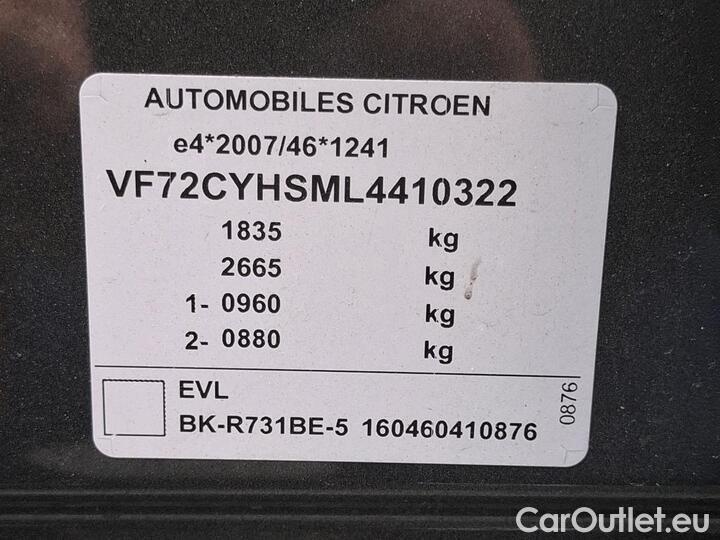 AUTOMOBILES CITROEN
e4*2007/46*1241
VF72CYHSML4410322
1835 kg
2665 kg
1- 0960 kg
2- 0880 kg
EVL
BK-R731BE-5 160460410876
0876
CarOutlet.eu